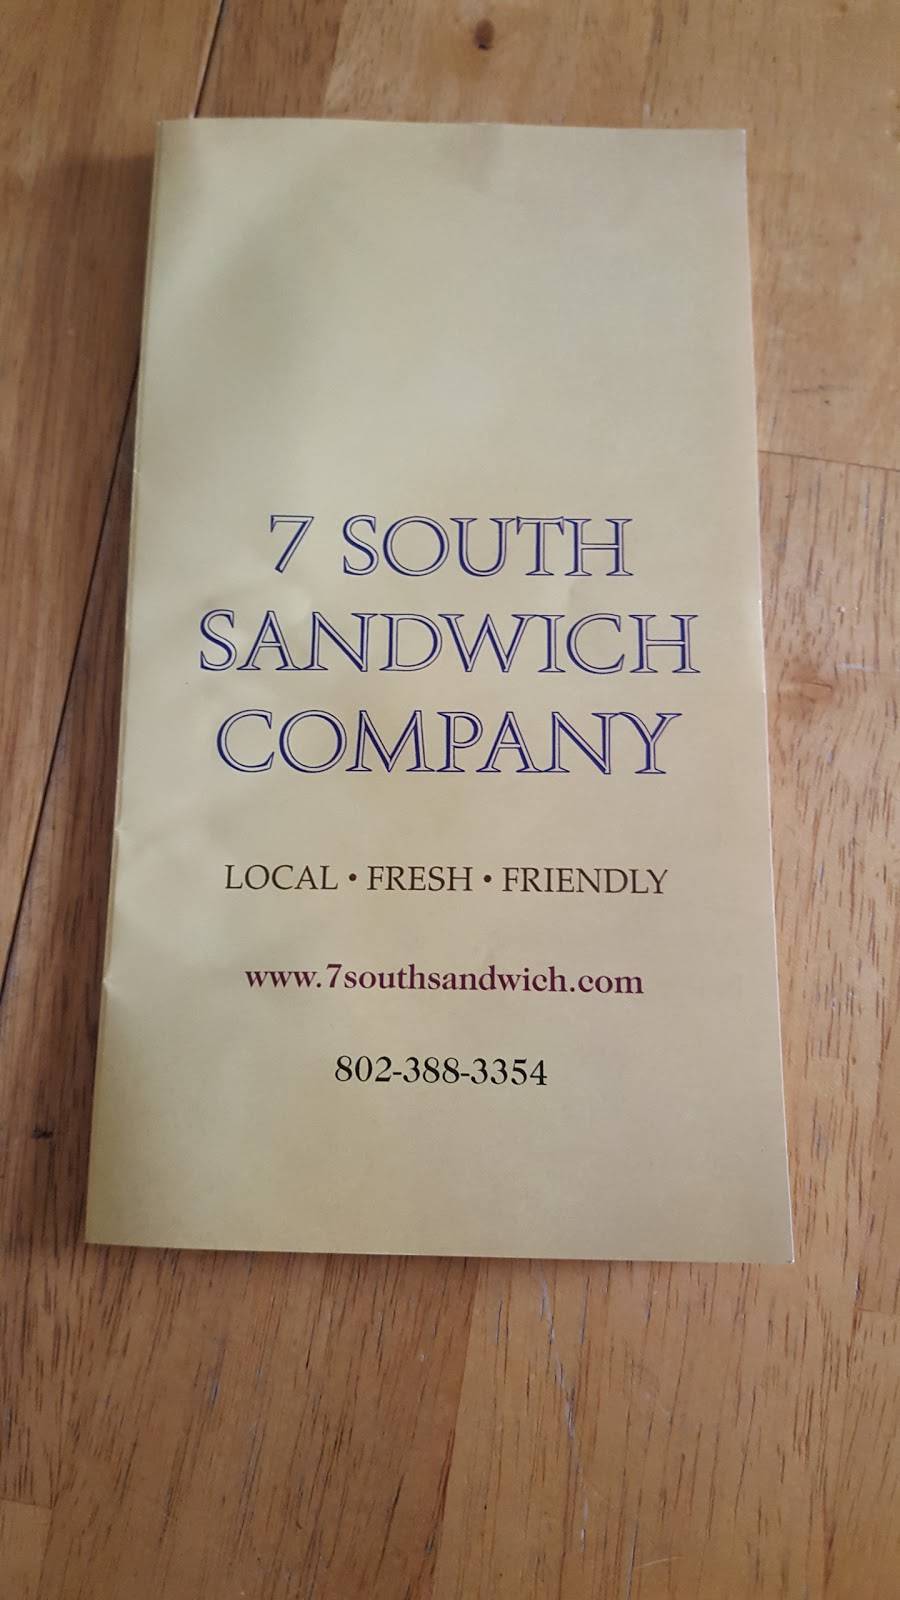 7 SOUTH
SANDWICH
COMPANY
LOCAL • FRESH • FRIENDLY
www.7southsandwich.com
802-388-3354